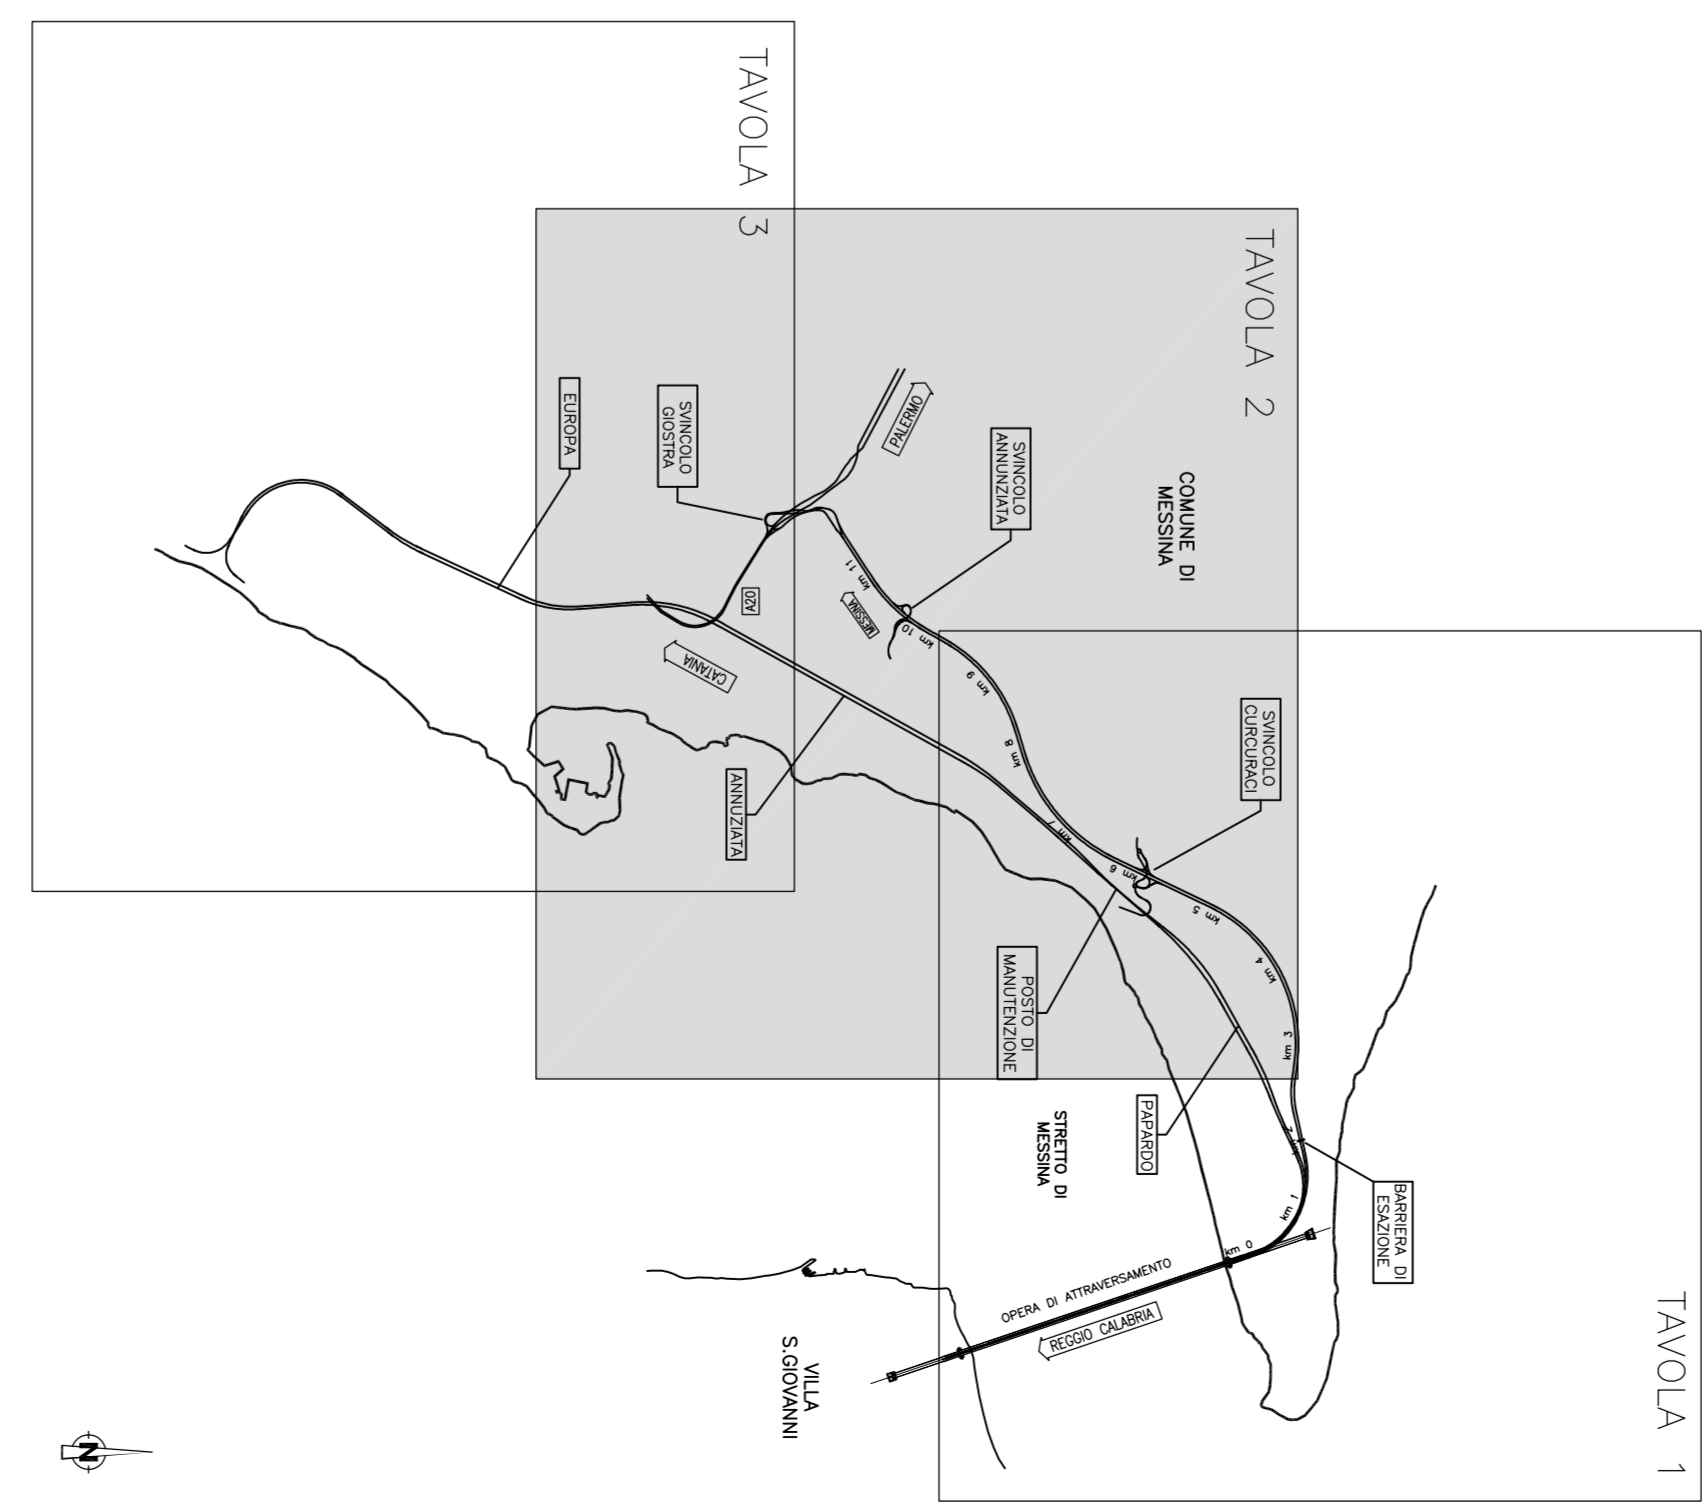 TAVOLA 3
TAVOLA 2
TAVOLA 1
COMUNE DI
MESSINA
PALERMO
SVINCOLO
ANNUNZIATA
SVINCOLO
GIOSTRA
EUROPA
A20
MESSINA
CATANIA
ANNUZIATA
SVINCOLO
CURCURACI
POSTO DI
MANUTENZIONE
PAPARDO
STRETTO DI
MESSINA
BARRIERA DI
ESAZIONE
km 0
km 1
km 2
km 3
km 4
km 5
km 6
km 7
km 8
km 9
km 10
km 11
OPERA DI ATTRAVERSAMENTO
REGGIO CALABRIA
VILLA
S.GIOVANNI
N